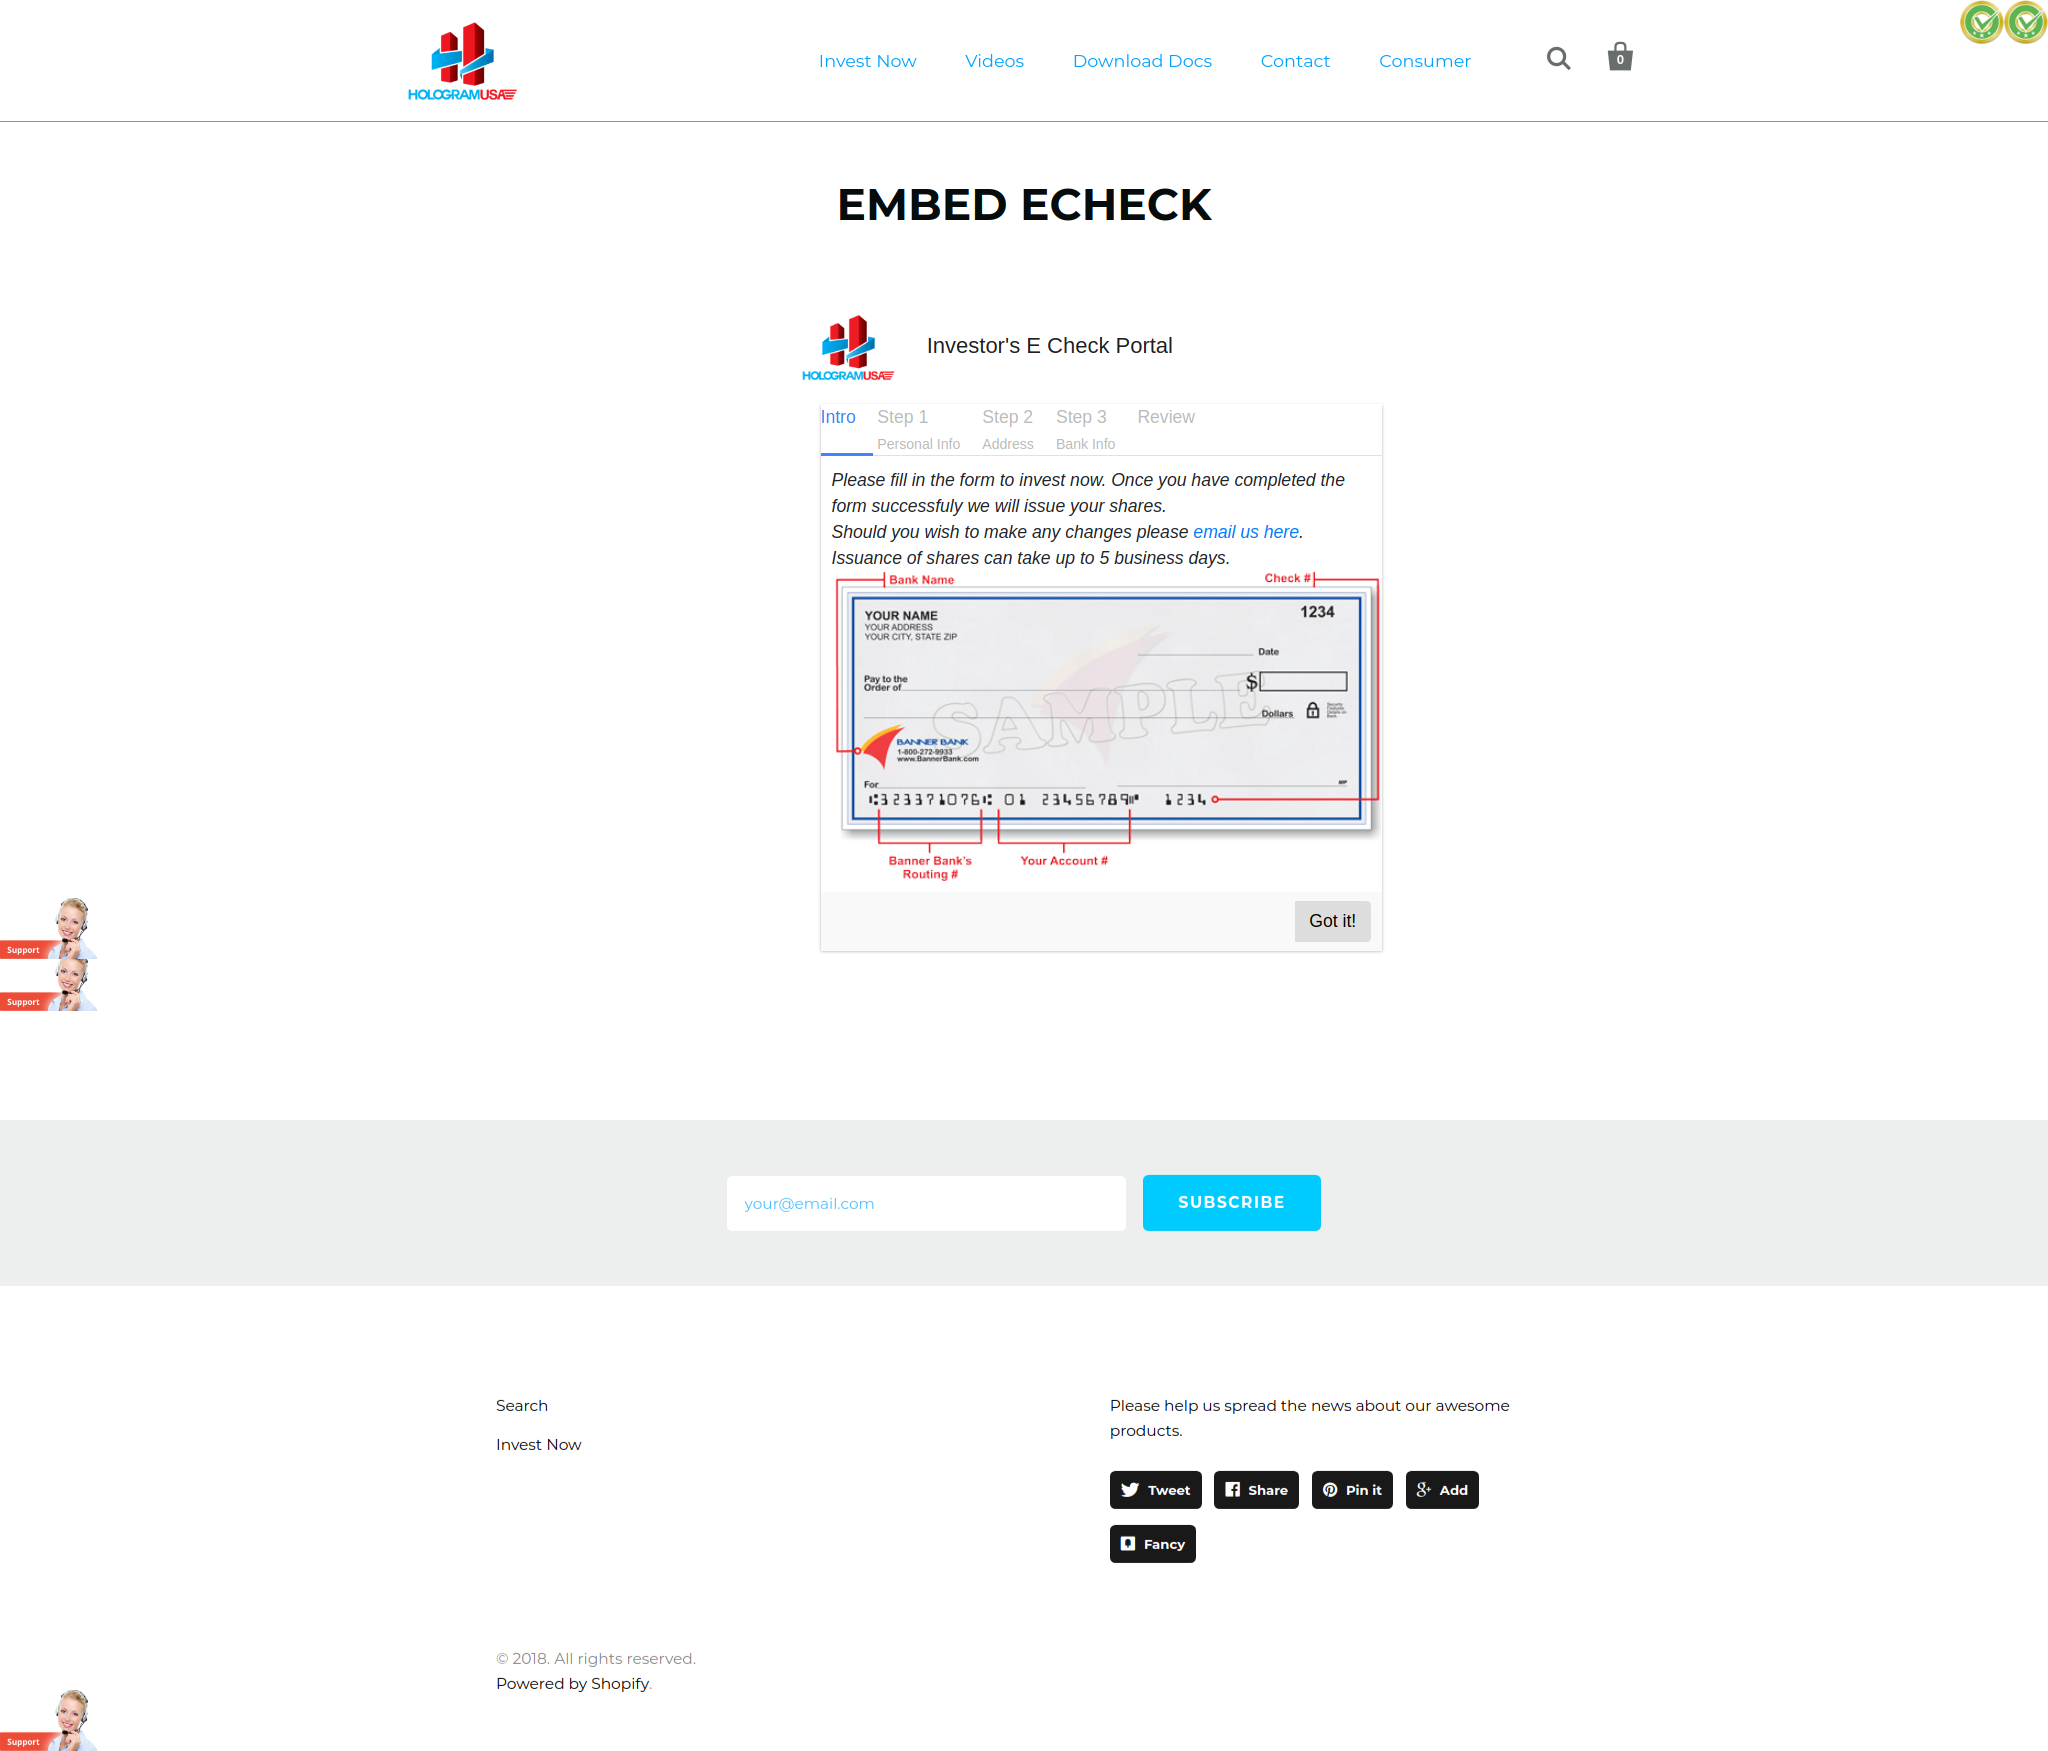 HOLOGRAMUSA
Invest Now
Videos
Download Docs
Contact
Consumer
0
EMBED ECHECK
HOLOGRAMUSA
Investor's E Check Portal
Intro
Step 1
Personal Info
Step 2
Address
Step 3
Bank Info
Review
Please fill in the form to invest now. Once you have completed the
form successfuly we will issue your shares.
Should you wish to make any changes please email us here.
Issuance of shares can take up to 5 business days.
Bank Name
Check #
YOUR NAME
YOUR ADDRESS
YOUR CITY, STATE ZIP
1234
Date
Pay to the
Order of
$
SAMPLE
Dollars
BANNER BANK
1-800-272-9933
www.BannerBank.com
For
323371076 01 23456789 1234
Banner Bank's
Routing #
Your Account #
Got it!
Support
Support
your@email.com
SUBSCRIBE
Search
Invest Now
Please help us spread the news about our awesome
products.
Tweet
Share
Pin it
Add
Fancy
© 2018. All rights reserved.
Powered by Shopify.
Support